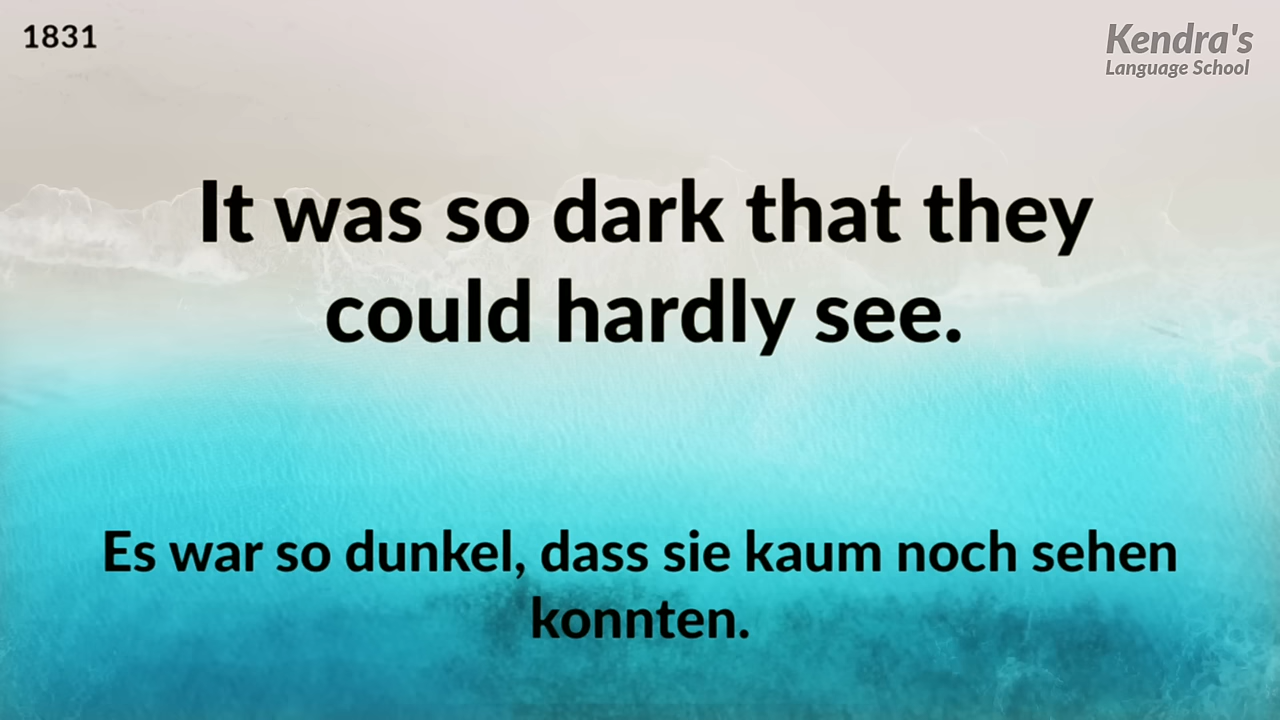 1831
Kendra's
Language School
It was so dark that they
could hardly see.
Es war so dunkel, dass sie kaum noch sehen
konnten.